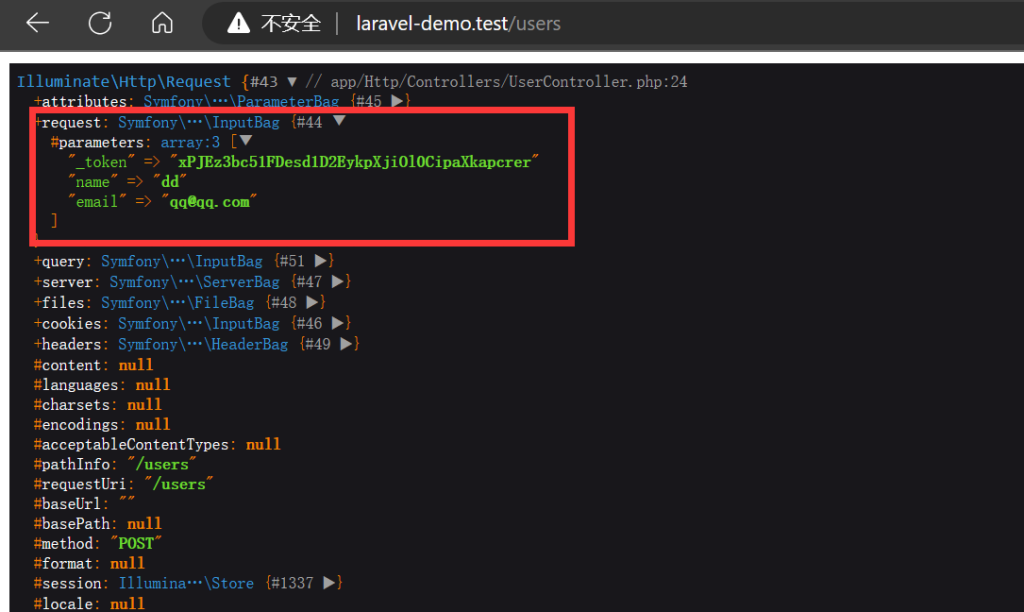 不安全 | laravel-demo.test/users
Illuminate\Http\Request {#43 ▼ // app/Http/Controllers/UserController.php:24
+attributes: Symfony\…\ParameterBag {#45 ▶}
+request: Symfony\…\InputBag {#44 ▼
#parameters: array:3 [▼
"_token" => "xPJEz3bc51FDesd1D2EykpXjiOlOCipaXkapcrer"
"name" => "dd"
"email" => "qq@qq.com"
]
}
+query: Symfony\…\InputBag {#51 ▶}
+server: Symfony\…\ServerBag {#47 ▶}
+files: Symfony\…\FileBag {#48 ▶}
+cookies: Symfony\…\InputBag {#46 ▶}
+headers: Symfony\…\HeaderBag {#49 ▶}
#content: null
#languages: null
#charsets: null
#encodings: null
#acceptableContentTypes: null
#pathInfo: "/users"
#requestUri: "/users"
#baseUrl: ""
#basePath: null
#method: "POST"
#format: null
#session: Illumina…\Store {#1337 ▶}
#locale: null